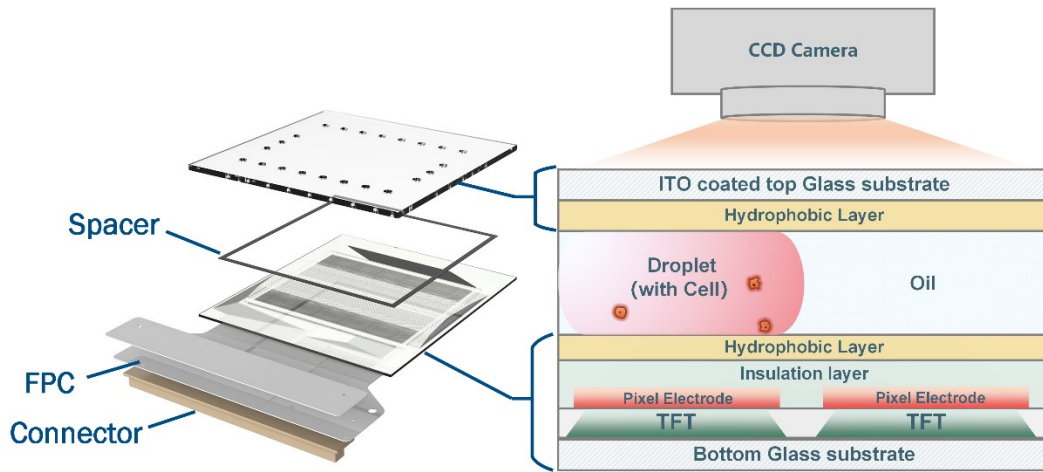 CCD Camera
ITO coated top Glass substrate
Hydrophobic Layer
Spacer
Droplet
(with Cell)
Oil
Hydrophobic Layer
Insulation layer
FPC
Pixel Electrode
Pixel Electrode
Connector
TFT
TFT
Bottom Glass substrate